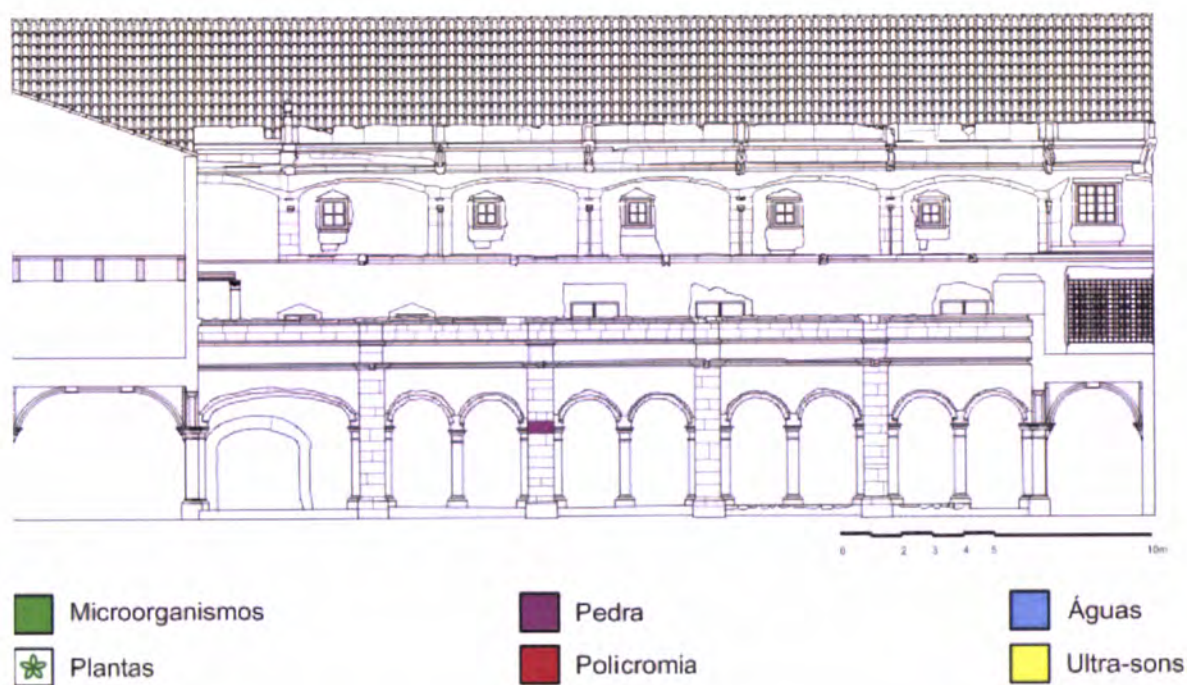 0 2 3 4 5 10m
Microorganismos Pedra Águas
Plantas Policromia Ultra-sons